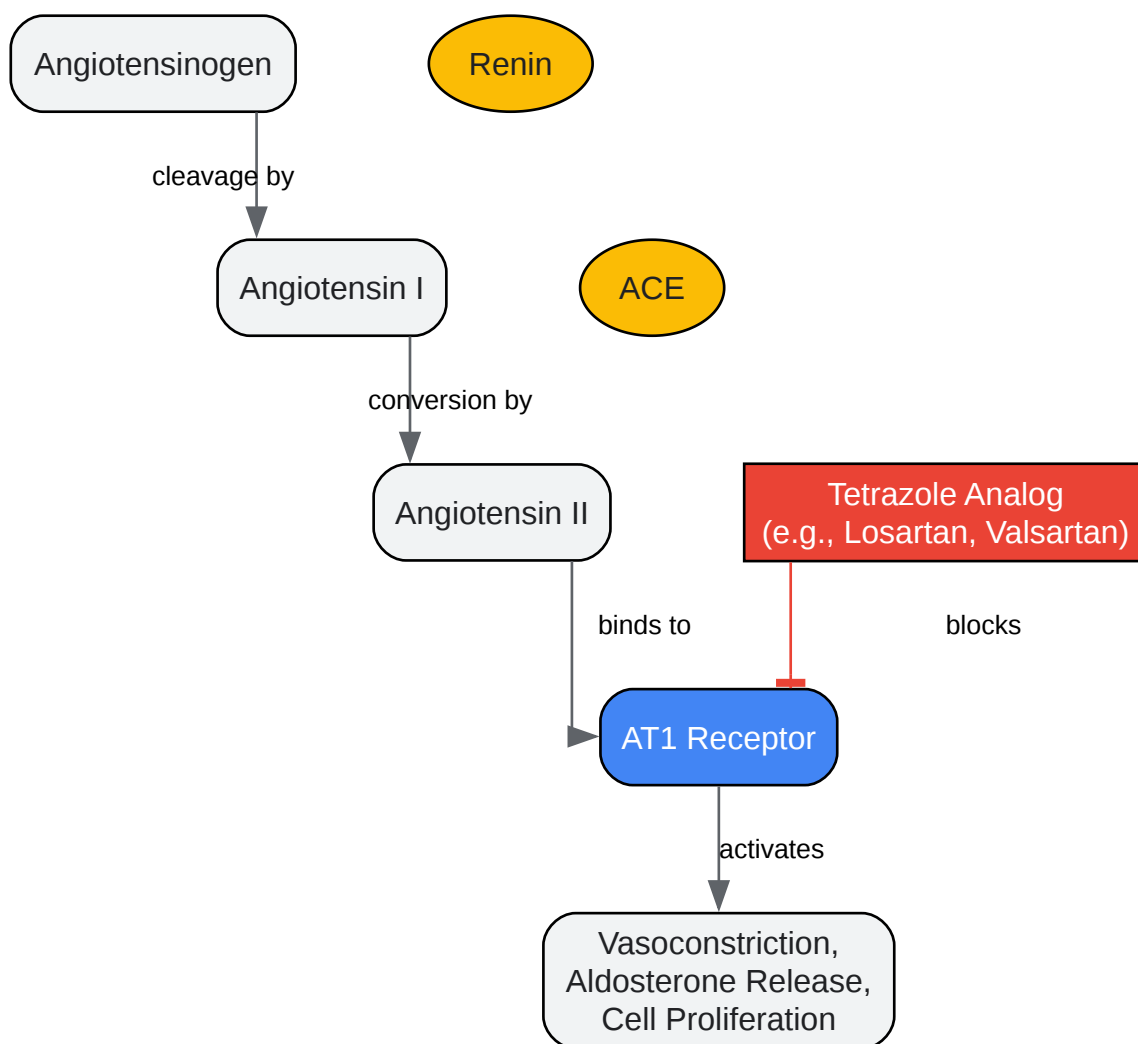 Angiotensinogen
Renin
cleavage by
Angiotensin I
ACE
conversion by
Angiotensin II
Tetrazole Analog
(e.g., Losartan, Valsartan)
binds to
blocks
AT1 Receptor
activates
Vasoconstriction,
Aldosterone Release,
Cell Proliferation